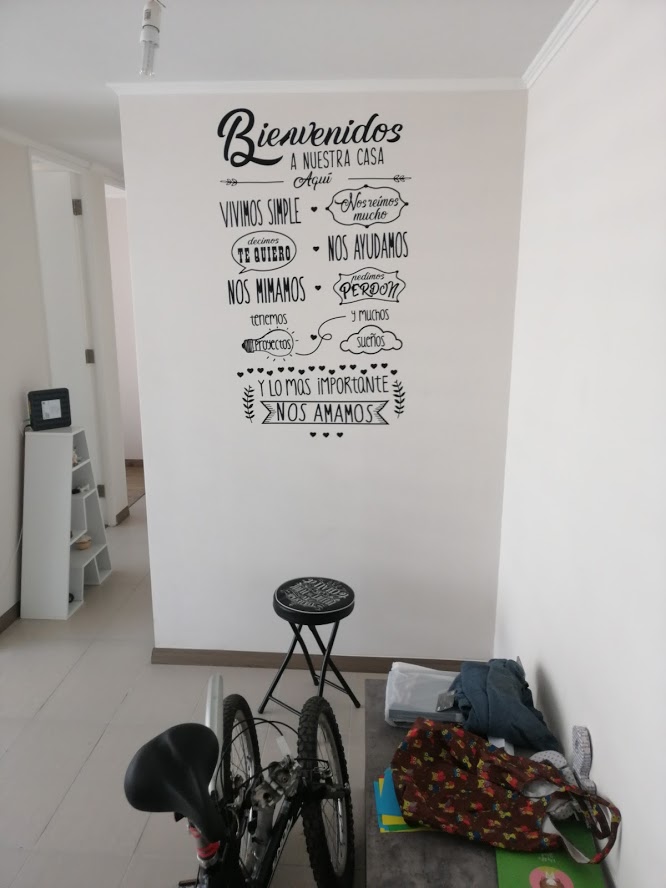 Bienvenidos
A NUESTRA CASA
Aquí
VIVIMOS SIMPLE
Nos reímos
mucho
decimos
TE QUIERO
NOS AYUDAMOS
NOS MIMAMOS
pedimos
PERDON
tenemos
Proyectos
y muchos
sueños
Y LO MAS IMPORTANTE
NOS AMAMOS